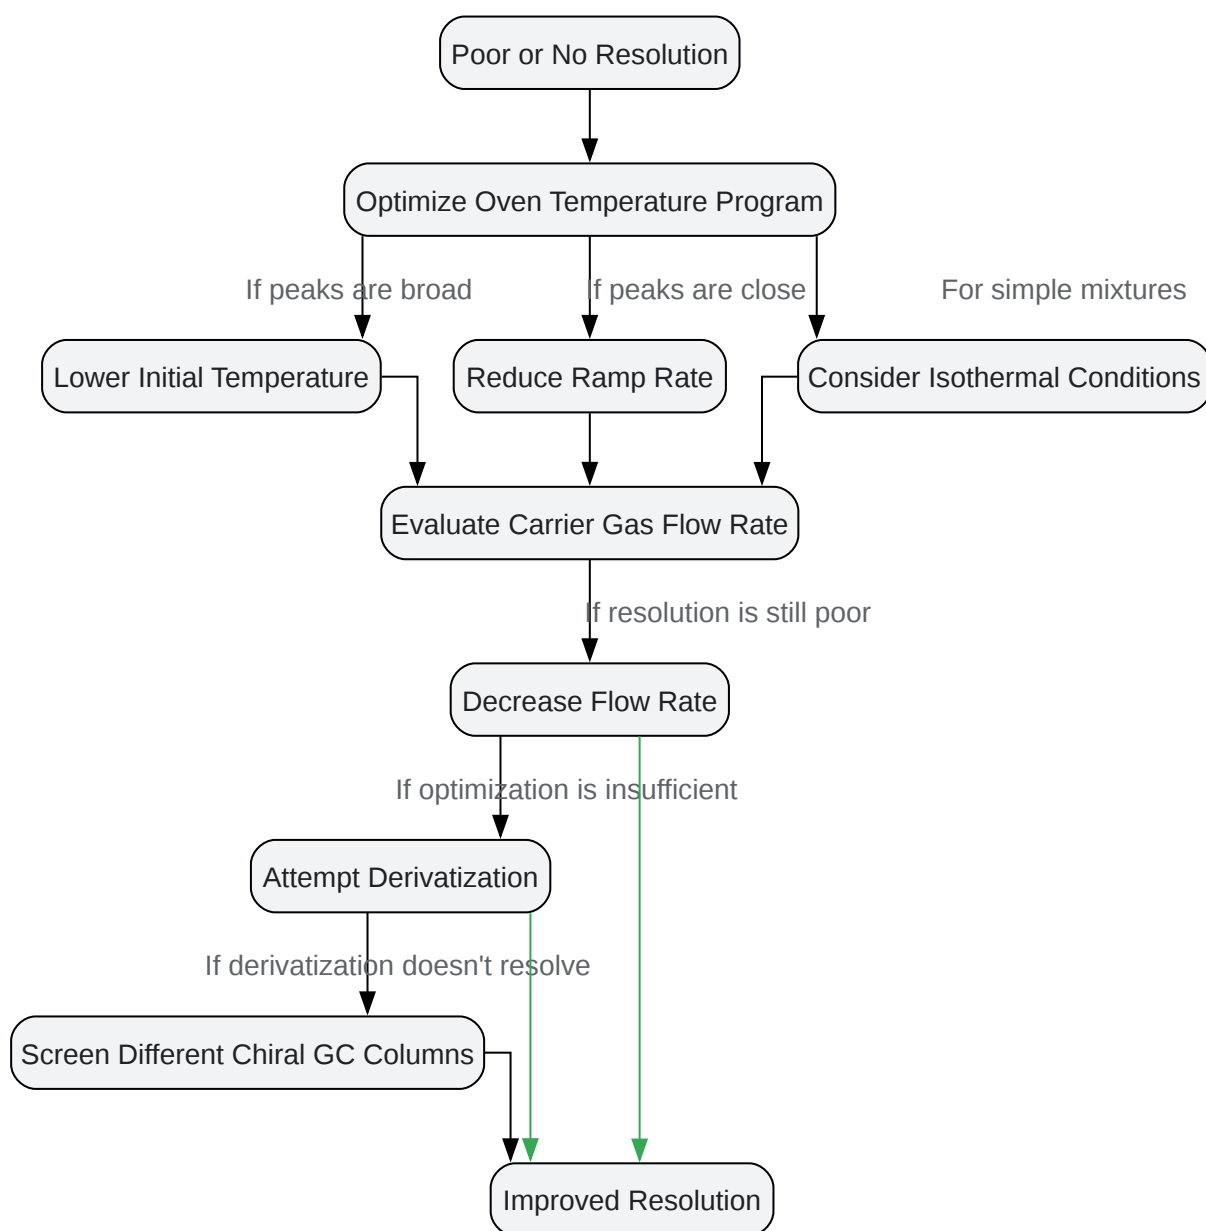 Poor or No Resolution
Optimize Oven Temperature Program
If peaks are broad
If peaks are close
For simple mixtures
Lower Initial Temperature
Reduce Ramp Rate
Consider Isothermal Conditions
Evaluate Carrier Gas Flow Rate
If resolution is still poor
Decrease Flow Rate
If optimization is insufficient
Attempt Derivatization
If derivatization doesn't resolve
Screen Different Chiral GC Columns
Improved Resolution